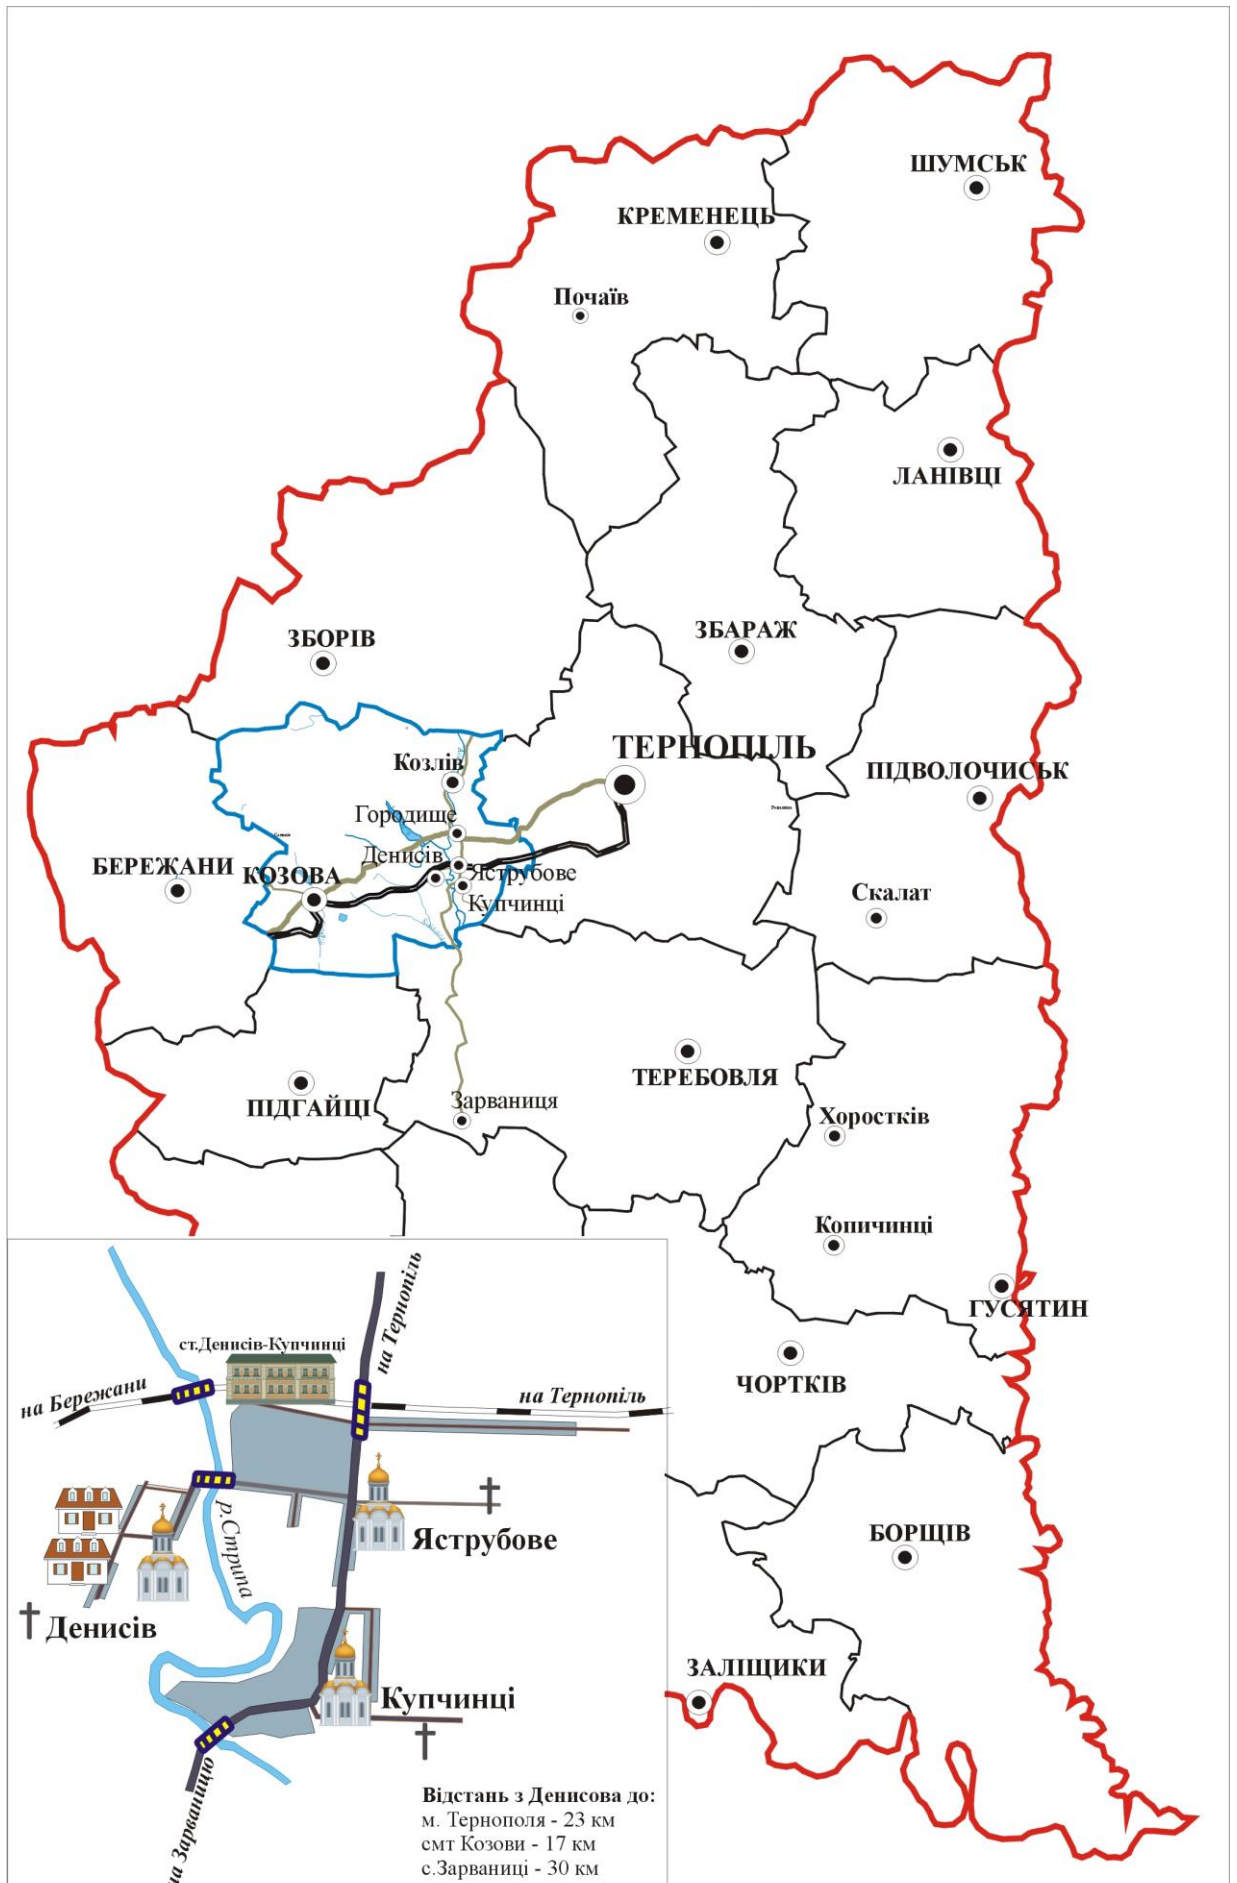 ШУМСЬК
КРЕМЕНЕЦЬ
Почаїв
ЛАНІВЦІ
ЗБАРАЖ
ЗБОРІВ
ТЕРНОПІЛЬ
Козлів
ПІДВОЛОЧИСЬК
Городище
Денисів
БЕРЕЖАНИ
КОЗОВА
Яструбове
Скалат
Купчинці
ТЕРЕБОВЛЯ
ПІДГАЙЦІ
Зарваниця
Хоростків
Копичинці
ГУСЯТИН
ЧОРТКІВ
БОРЩІВ
ЗАЛІЩИКИ
на Тернопіль
ст.Денисів-Купчинці
на Бережани
на Тернопіль
р.Стрипа
Яструбове
Денисів
Купчинці
на Зарваницю
Відстань з Денисова до:
м. Тернополя - 23 км
смт Козови - 17 км
с.Зарваниці - 30 км